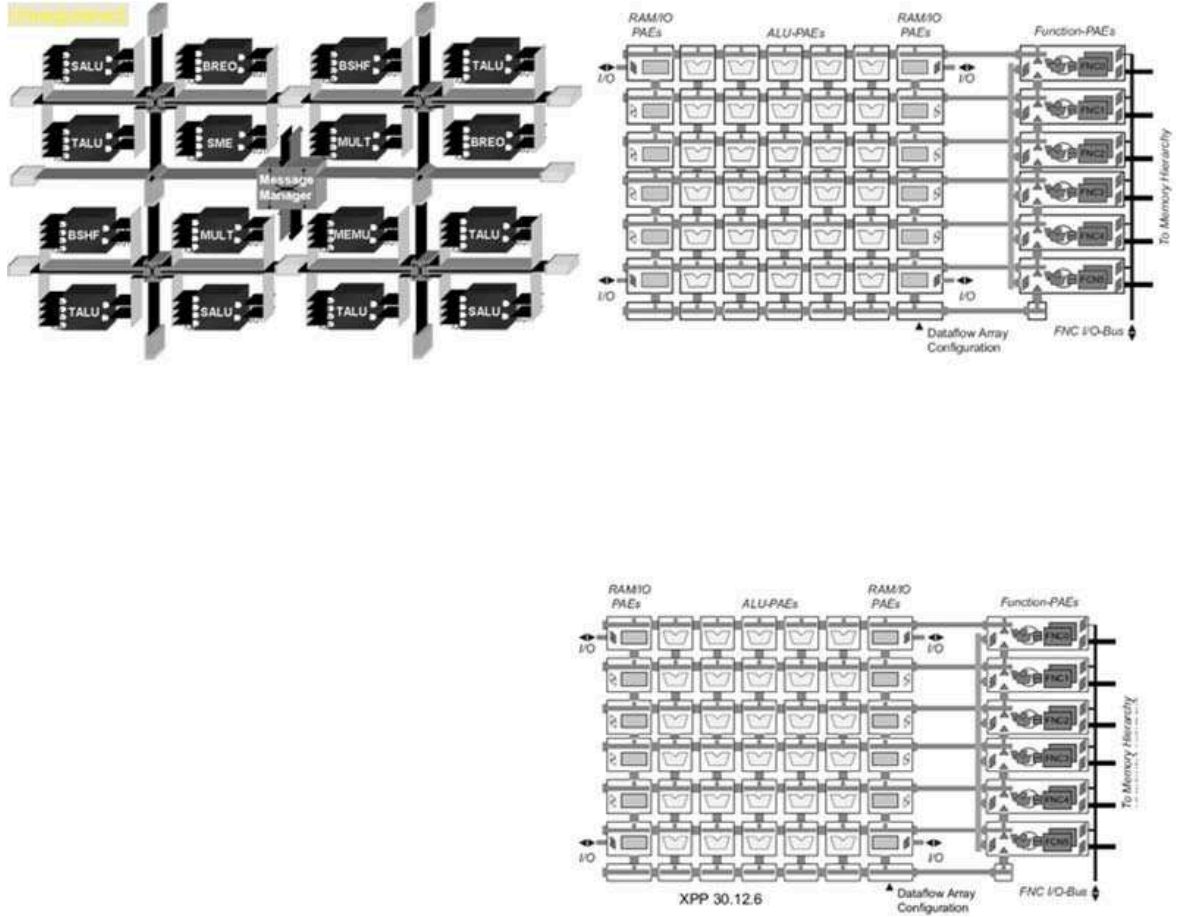 SALU
BREO
BSHF
TALU
TALU
SME
MULT
BREO
Message
Manager
BSHF
MULT
MEMU
TALU
TALU
SALU
TALU
SALU
RAM/IO
PAEs
ALU-PAEs
RAM/IO
PAEs
Function-PAEs
I/O
I/O
FNC0
FNC1
FNC2
FNC3
FNC4
FCN5
I/O
I/O
To Memory Hierarchy
Dataflow Array
Configuration
FNC I/O-Bus
RAM/IO
PAEs
ALU-PAEs
RAM/IO
PAEs
Function-PAEs
I/O
I/O
FNC0
FNC1
FNC2
FNC3
FNC4
FCN5
I/O
I/O
To Memory Hierarchy
XPP 30.12.6
Dataflow Array
Configuration
FNC I/O-Bus